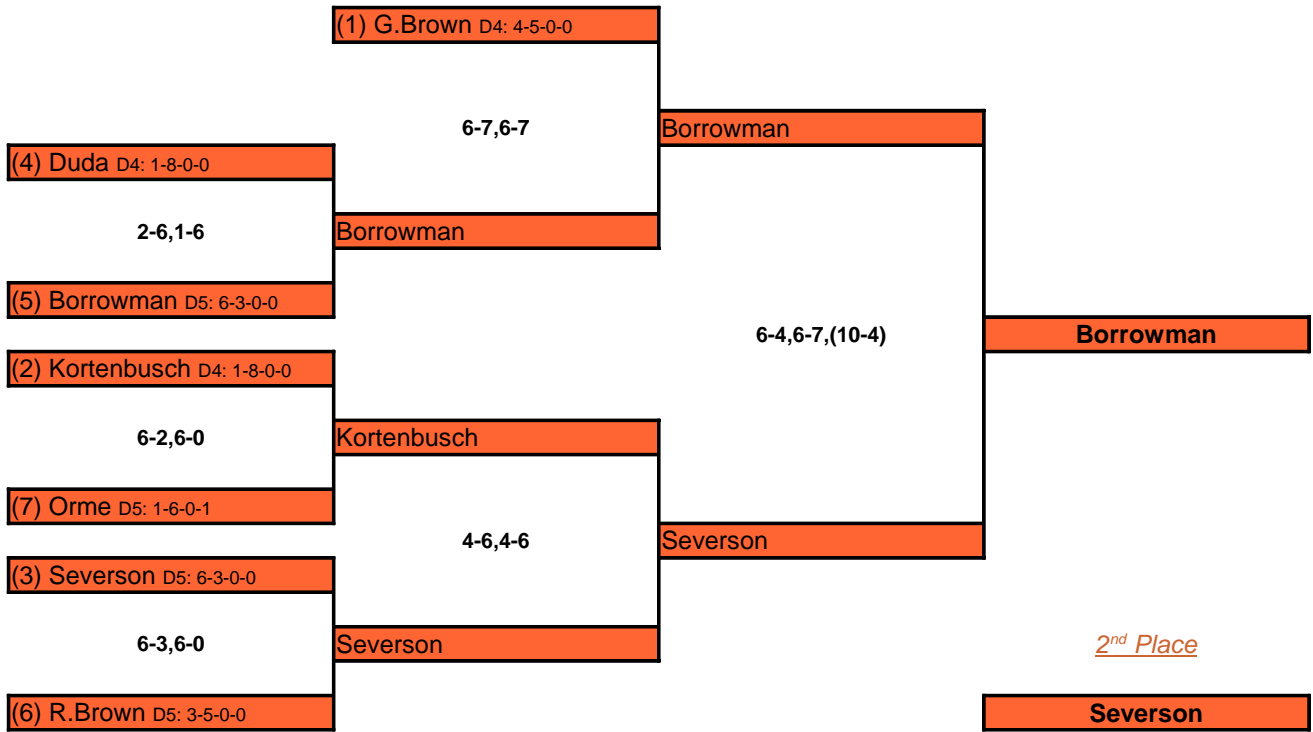 (1) G.Brown D4: 4-5-0-0
6-7,6-7
Borrowman
(4) Duda D4: 1-8-0-0
2-6,1-6
Borrowman
(5) Borrowman D5: 6-3-0-0
6-4,6-7,(10-4)
Borrowman
(2) Kortenbusch D4: 1-8-0-0
6-2,6-0
Kortenbusch
(7) Orme D5: 1-6-0-1
4-6,4-6
Severson
(3) Severson D5: 6-3-0-0
6-3,6-0
Severson
2nd Place
(6) R.Brown D5: 3-5-0-0
Severson